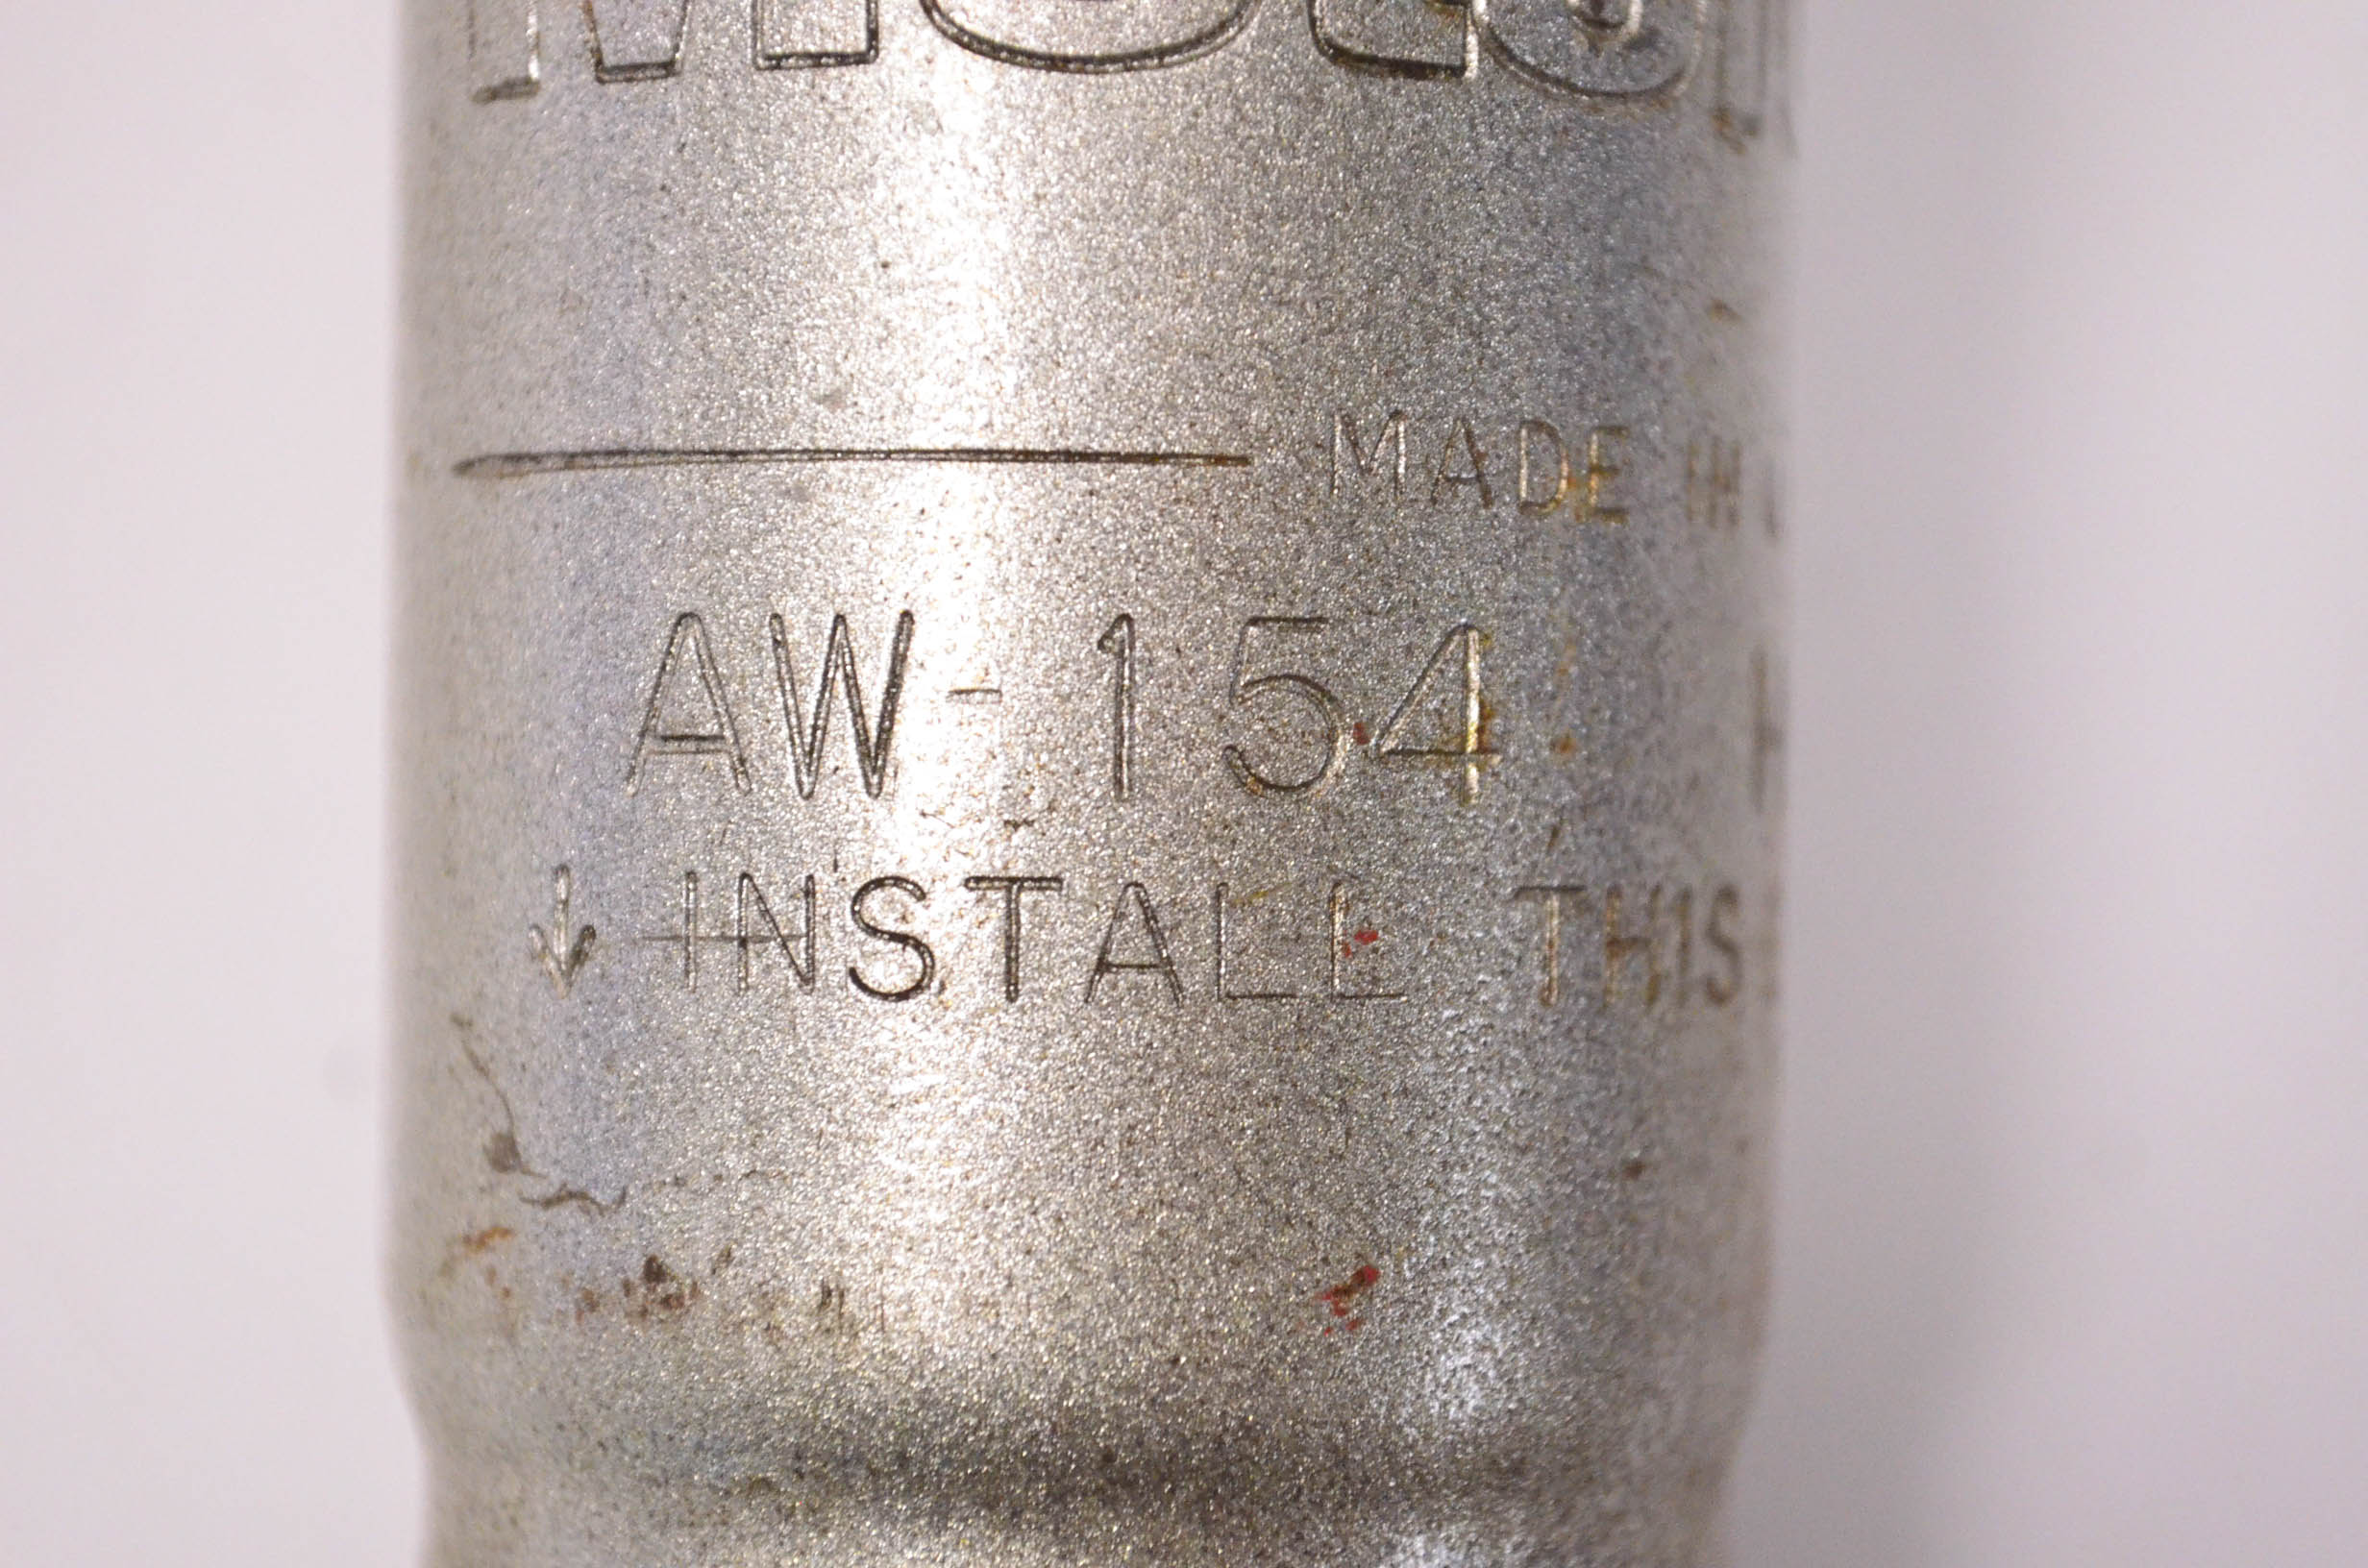 MADE IN
AW-154
↓ INSTALL THIS